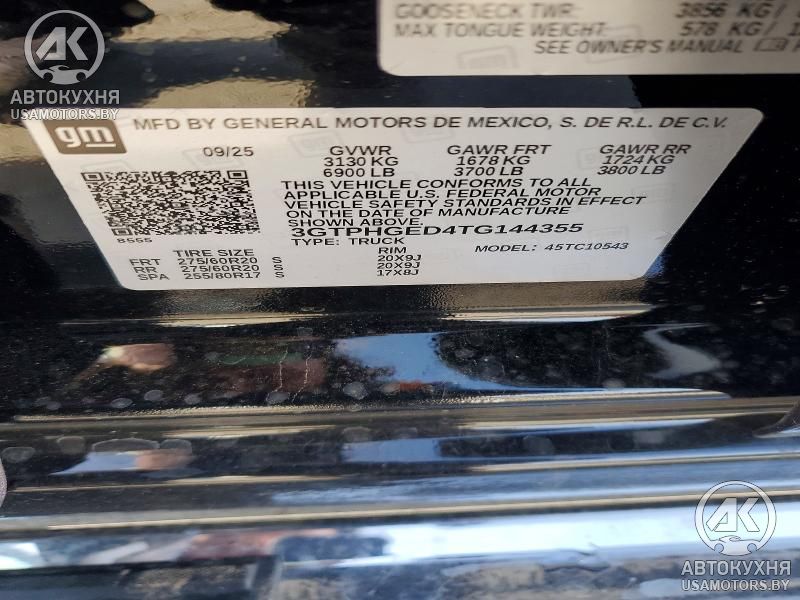 GOOSENECK TWR: 3856 KG /
MAX TONGUE WEIGHT: 578 KG / 1
SEE OWNER'S MANUAL
AK
АВТОКУХНЯ
USAMOTORS.BY
gm MFD BY GENERAL MOTORS DE MEXICO, S. DE R.L. DE C.V.
09/25 GVWR GAWR FRT GAWR RR
3130 KG 1678 KG 1724 KG
6900 LB 3700 LB 3800 LB
THIS VEHICLE CONFORMS TO ALL
APPLICABLE U.S. FEDERAL MOTOR
VEHICLE SAFETY STANDARDS IN EFFECT
ON THE DATE OF MANUFACTURE
SHOWN ABOVE.
3GTPHGED4TG144355
8555 TYPE: TRUCK MODEL: 45TC10543
TIRE SIZE RIM
FRT 275/60R20 S 20X9J
RR 275/60R20 S 20X9J
SPA 255/80R17 S 17X8J
AK
АВТОКУХНЯ
USAMOTORS.BY